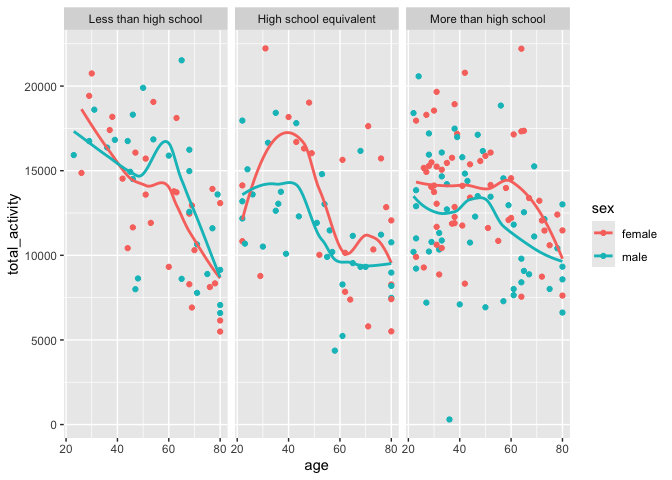 Less than high school
High school equivalent
More than high school
20000
15000
10000
5000
0
20 40 60 80
20 40 60 80
20 40 60 80
age
total_activity
sex
female
male